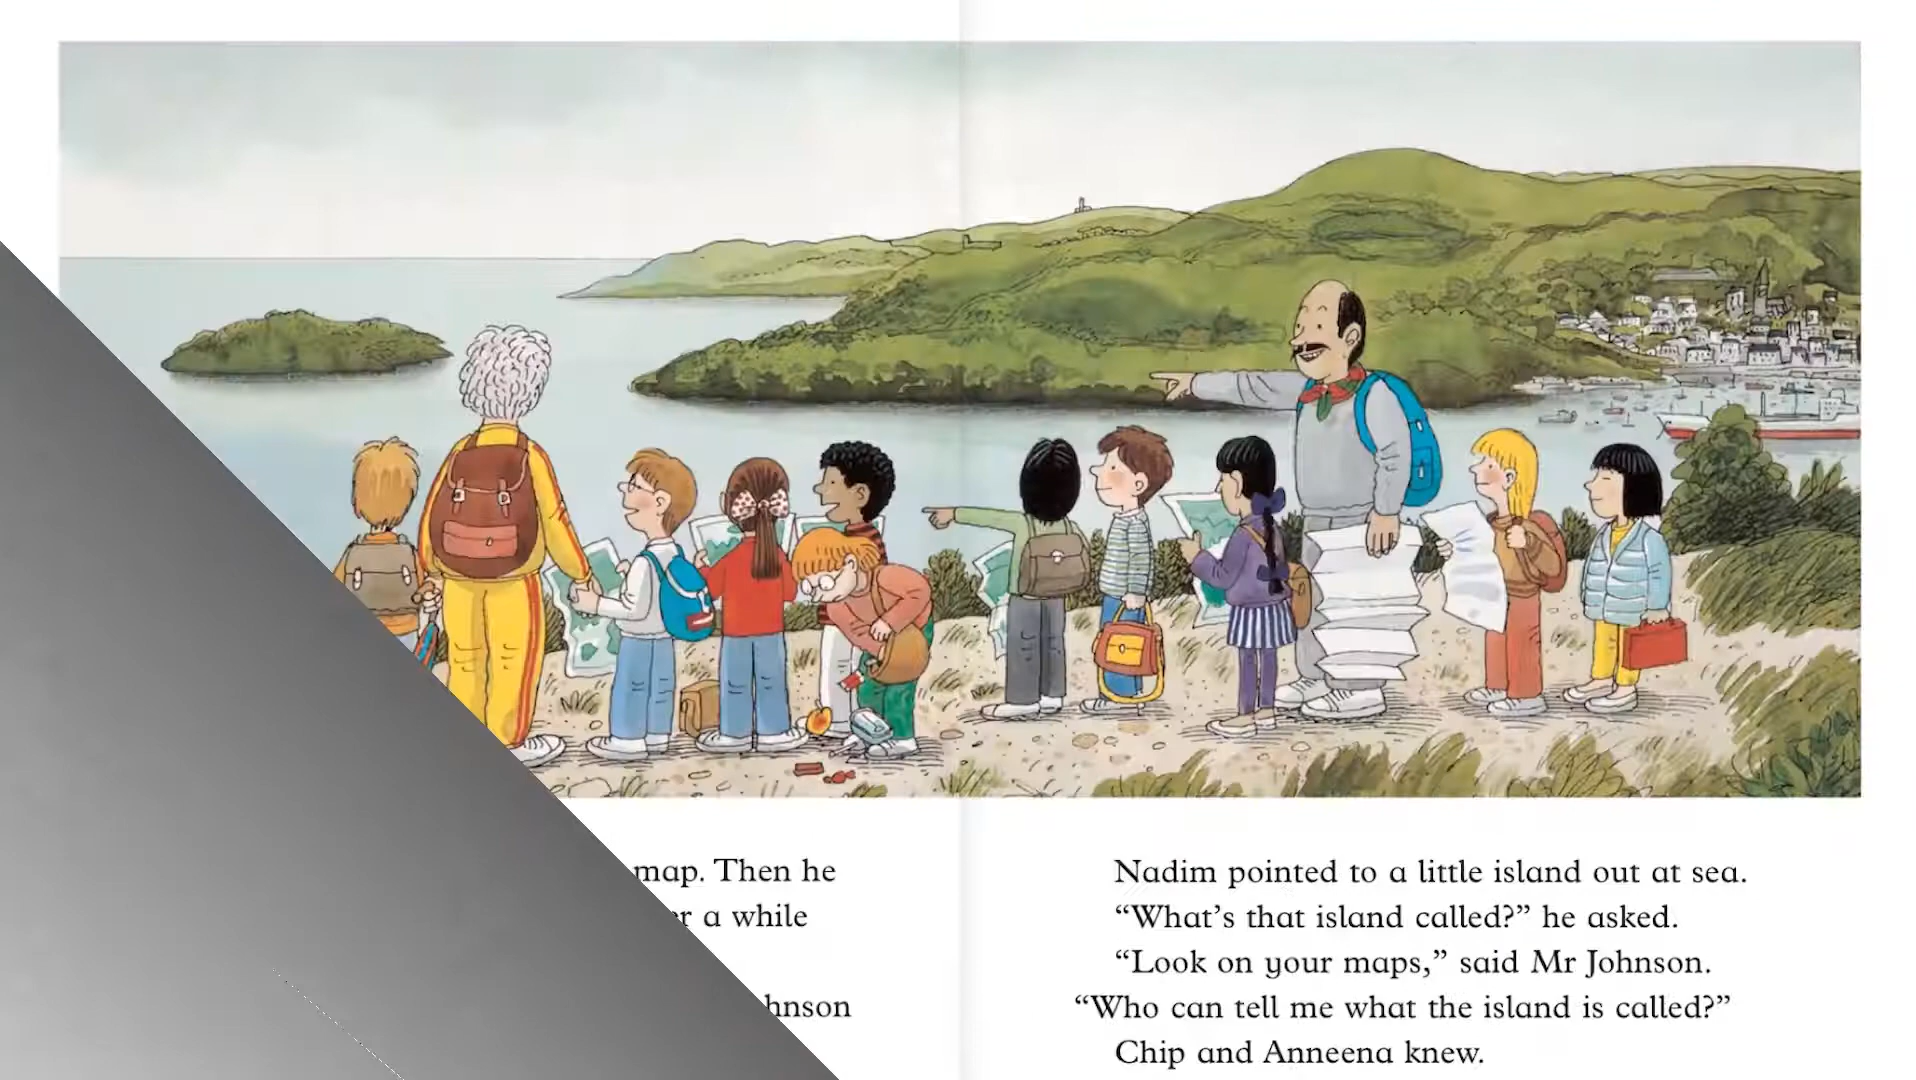 map. Then he
a while
Nadim pointed to a little island out at sea.
“What’s that island called?” he asked.
“Look on your maps,” said Mr Johnson.
“Who can tell me what the island is called?”
Chip and Anneena knew.